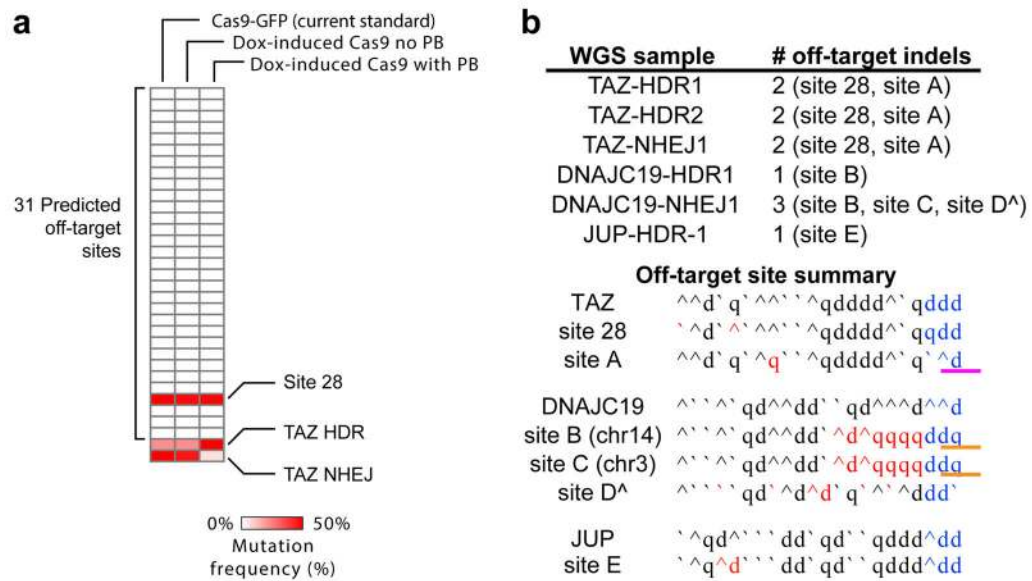 a
Cas9-GFP (current standard)
Dox-induced Cas9 no PB
Dox-induced Cas9 with PB
31 Predicted
off-target
sites
Site 28
TAZ HDR
TAZ NHEJ
0% 50%
Mutation
frequency (%)
b
WGS sample # off-target indels
TAZ-HDR1 2 (site 28, site A)
TAZ-HDR2 2 (site 28, site A)
TAZ-NHEJ1 2 (site 28, site A)
DNAJC19-HDR1 1 (site B)
DNAJC19-NHEJ1 3 (site B, site C, site D^)
JUP-HDR-1 1 (site E)
Off-target site summary
TAZ ^^d`q`^^``^qdddd^`qddd
site 28 `^d`^`^^``^qdddd^`qqdd
site A ^^d`q`^q``^qdddd^`q`^d
DNAJC19 ^``^`qd^^dd``qd^^^d^^d
site B (chr14) ^``^`qd^^dd`^d^qqqqddq
site C (chr3) ^``^`qd^^dd`^d^qqqqddq
site D^ ^````qd`^d^d`q`^`^ddd`
JUP `^qd^```dd`qd``qddd^dd
site E `^q^d```dd`qd``qddd^dd